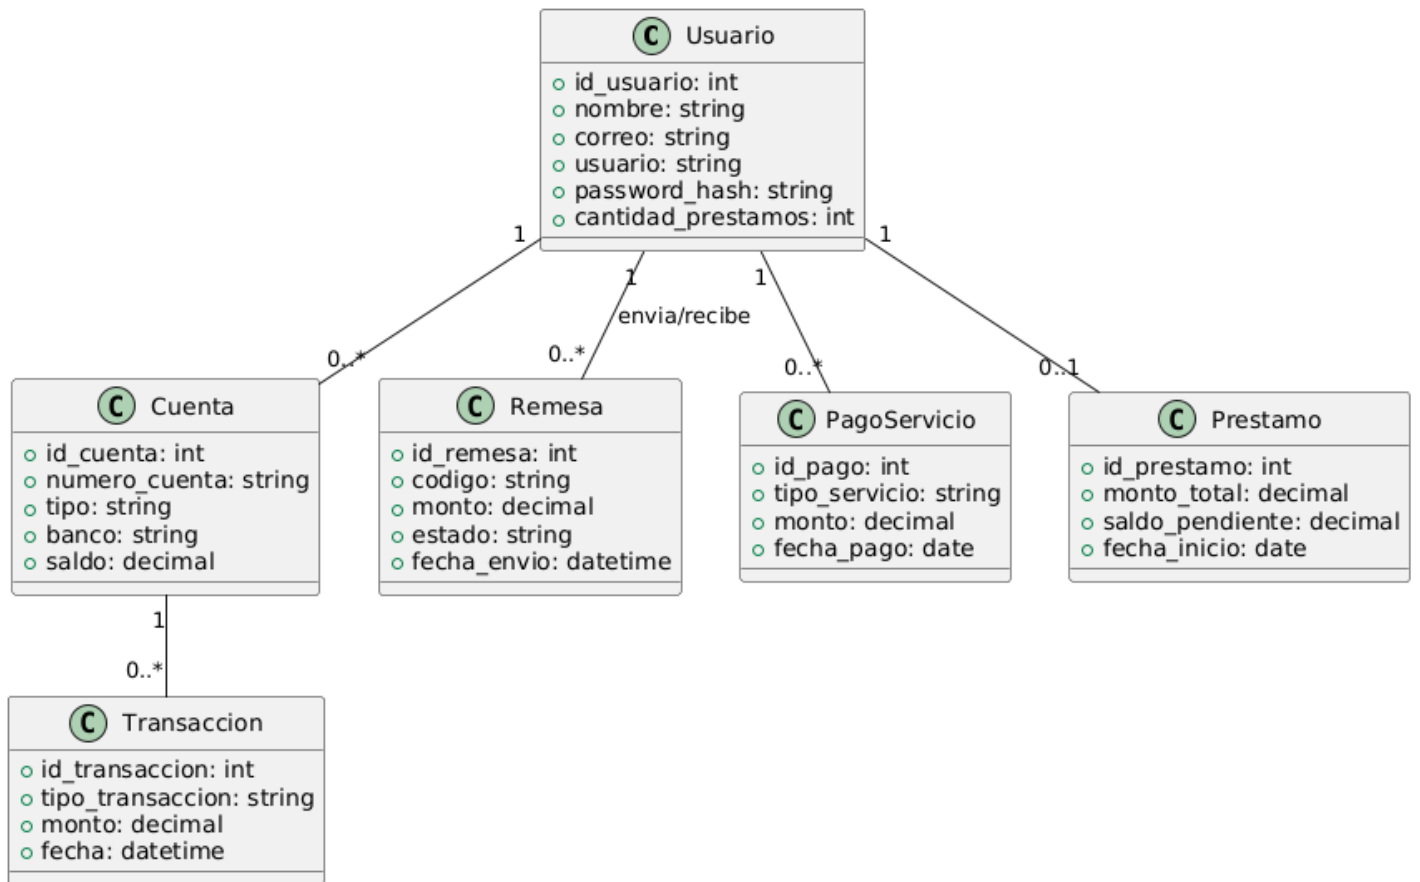 C Usuario
id_usuario: int
nombre: string
correo: string
usuario: string
password_hash: string
cantidad_prestamos: int
1
1
1
1
envia/recibe
0..*
0..*
0..*
0..1
C Cuenta
id_cuenta: int
numero_cuenta: string
tipo: string
banco: string
saldo: decimal
C Remesa
id_remesa: int
codigo: string
monto: decimal
estado: string
fecha_envio: datetime
C PagoServicio
id_pago: int
tipo_servicio: string
monto: decimal
fecha_pago: date
C Prestamo
id_prestamo: int
monto_total: decimal
saldo_pendiente: decimal
fecha_inicio: date
1
0..*
C Transaccion
id_transaccion: int
tipo_transaccion: string
monto: decimal
fecha: datetime